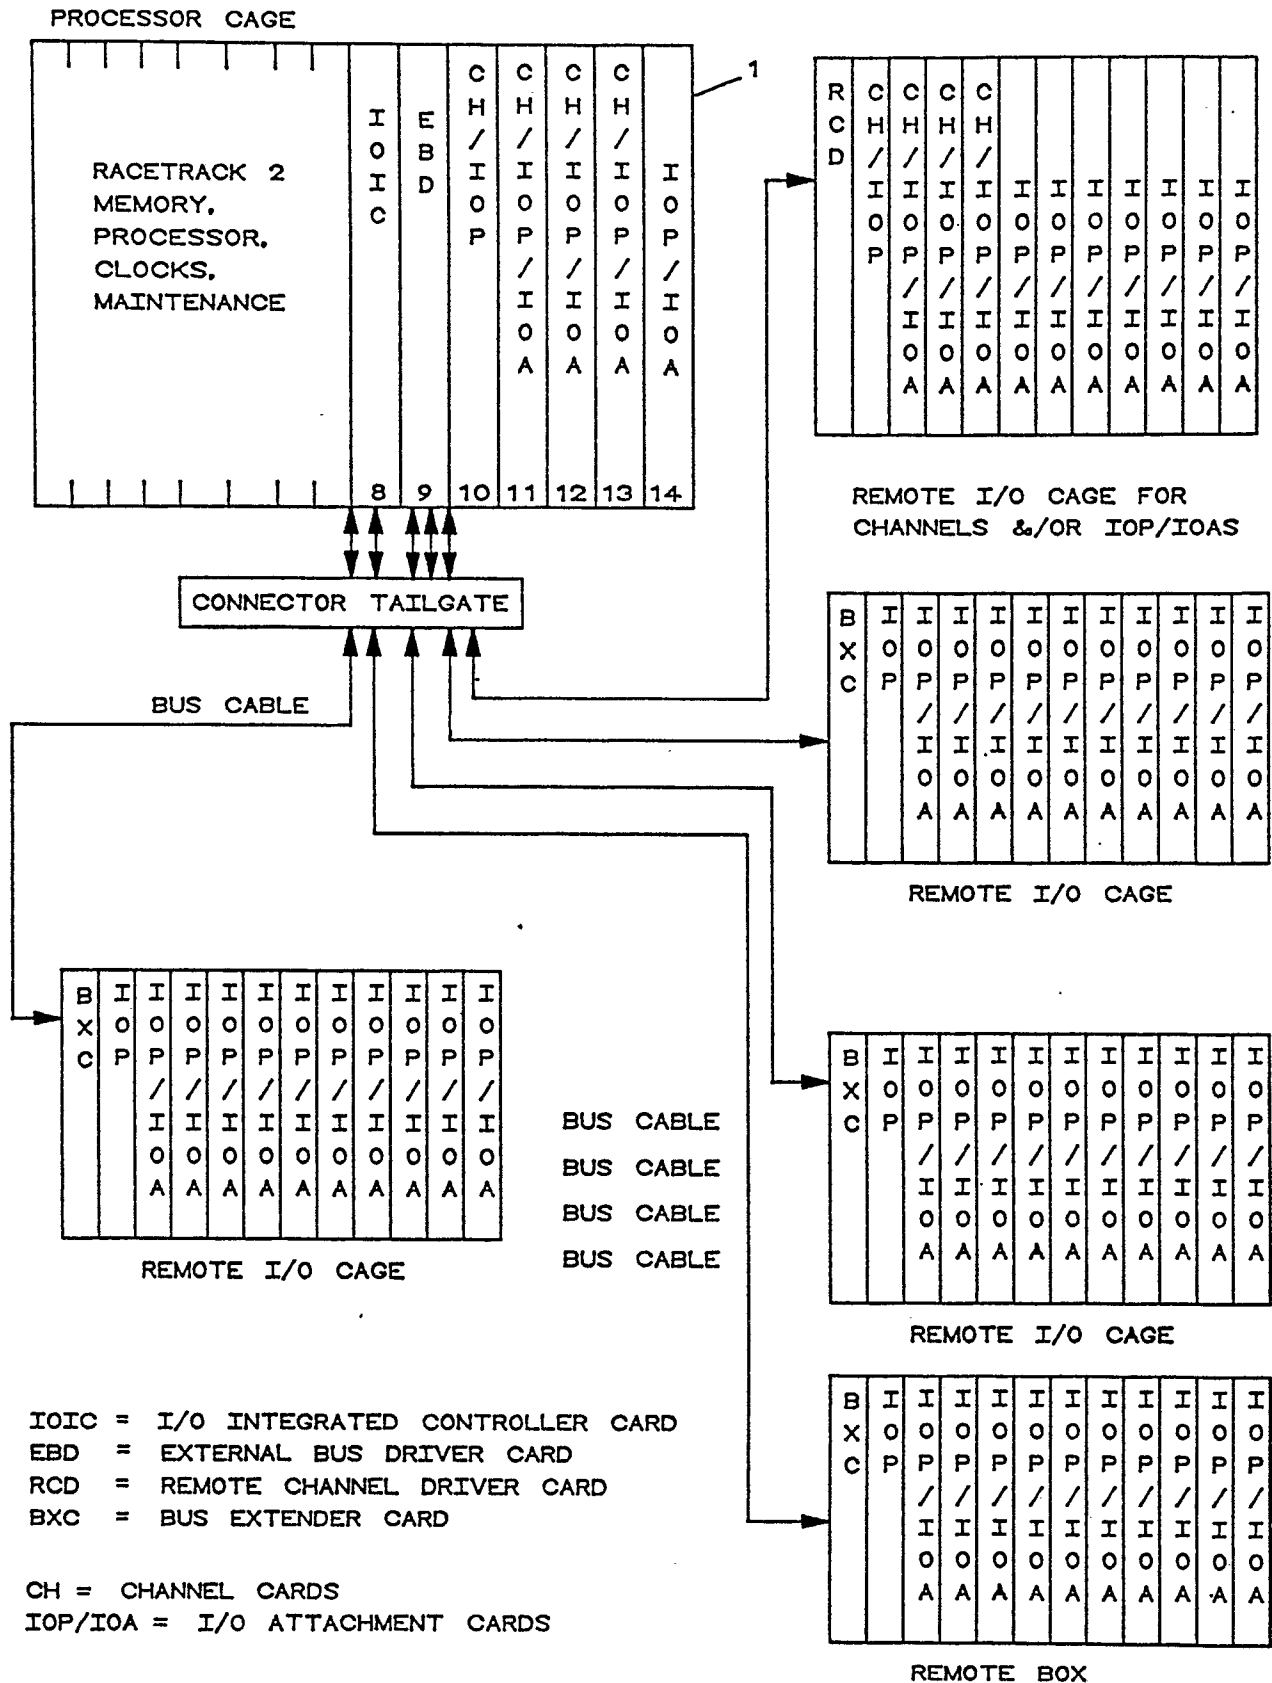 PROCESSOR CAGE
RACETRACK 2
MEMORY,
PROCESSOR,
CLOCKS,
MAINTENANCE
IOIC
EBD
CH/IOP
CH/IOP/IOA
CH/IOP/IOA
CH/IOP/IOA
IOP/IOA
8 9 10 11 12 13 14
1
CONNECTOR TAILGATE
BUS CABLE
RCD
CH/IOP
CH/IOP/IOA
CH/IOP/IOA
CH/IOP/IOA
IOP/IOA
IOP/IOA
IOP/IOA
IOP/IOA
IOP/IOA
IOP/IOA
IOP/IOA
REMOTE I/O CAGE FOR
CHANNELS &/OR IOP/IOAS
BXC
IOP
IOP/IOA
IOP/IOA
IOP/IOA
IOP/IOA
IOP/IOA
IOP/IOA
IOP/IOA
IOP/IOA
IOP/IOA
IOP/IOA
REMOTE I/O CAGE
BXC
IOP
IOP/IOA
IOP/IOA
IOP/IOA
IOP/IOA
IOP/IOA
IOP/IOA
IOP/IOA
IOP/IOA
IOP/IOA
IOP/IOA
REMOTE I/O CAGE
BUS CABLE
BUS CABLE
BUS CABLE
BUS CABLE
BXC
IOP
IOP/IOA
IOP/IOA
IOP/IOA
IOP/IOA
IOP/IOA
IOP/IOA
IOP/IOA
IOP/IOA
IOP/IOA
IOP/IOA
REMOTE I/O CAGE
BXC
IOP
IOP/IOA
IOP/IOA
IOP/IOA
IOP/IOA
IOP/IOA
IOP/IOA
IOP/IOA
IOP/IOA
IOP/IOA
IOP/IOA
REMOTE BOX
IOIC = I/O INTEGRATED CONTROLLER CARD
EBD = EXTERNAL BUS DRIVER CARD
RCD = REMOTE CHANNEL DRIVER CARD
BXC = BUS EXTENDER CARD
CH = CHANNEL CARDS
IOP/IOA = I/O ATTACHMENT CARDS